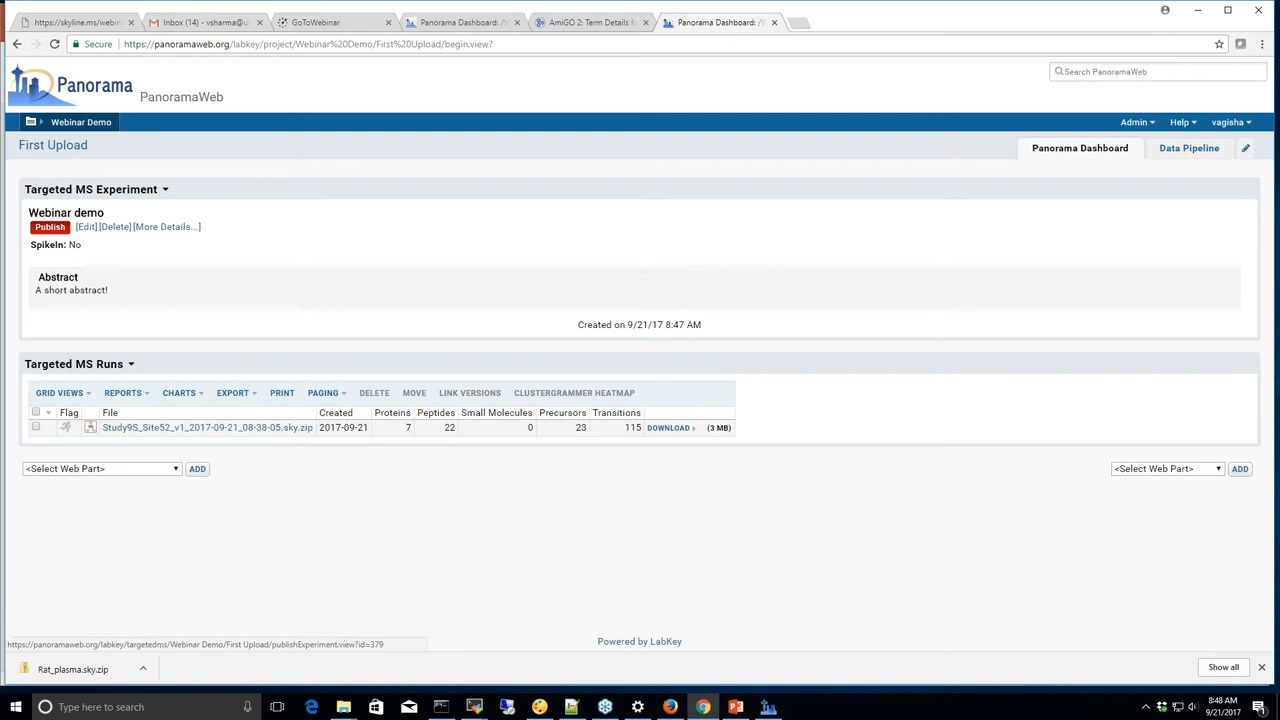 https://skyline.ms/webin
Inbox (14) - vsharma@u
GoToWebinar
Panorama Dashboard: /
AmiGO 2: Term Details fo
Panorama Dashboard: /
Secure
https://panoramaweb.org/labkey/project/Webinar%20Demo/First%20Upload/begin.view?
Panorama
PanoramaWeb
Search PanoramaWeb
Webinar Demo
Admin
Help
vagisha
First Upload
Panorama Dashboard
Data Pipeline
Targeted MS Experiment
Webinar demo
Publish [Edit] [Delete] [More Details...]
SpikeIn: No
Abstract
A short abstract!
Created on 9/21/17 8:47 AM
Targeted MS Runs
GRID VIEWS REPORTS CHARTS EXPORT PRINT PAGING DELETE MOVE LINK VERSIONS CLUSTERGRAMMER HEATMAP
Flag File Created Proteins Peptides Small Molecules Precursors Transitions
Study9S_Site52_v1_2017-09-21_08-38-05.sky.zip 2017-09-21 7 22 0 23 115 DOWNLOAD (3 MB)
<Select Web Part> ADD
<Select Web Part> ADD
Powered by LabKey
https://panoramaweb.org/labkey/targetedms/Webinar Demo/First Upload/publishExperiment.view?id=379
Rat_plasma.sky.zip
Show all
Type here to search
8:48 AM
9/21/2017